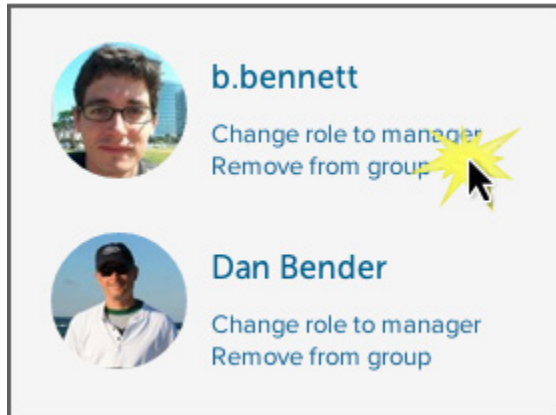 b.bennett
Change role to manager
Remove from group
Dan Bender
Change role to manager
Remove from group